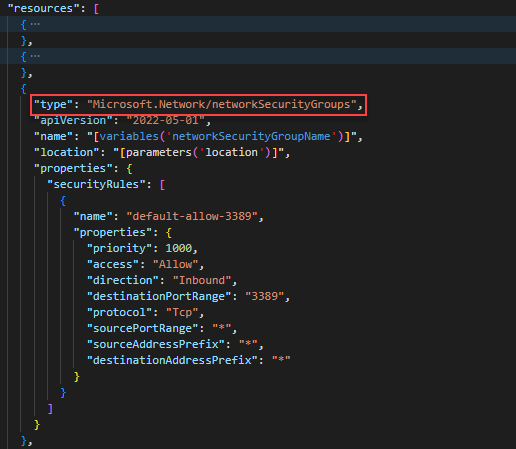 "resources": [
{ ...
},
{ ...
},
{
"type": "Microsoft.Network/networkSecurityGroups",
"apiVersion": "2022-05-01",
"name": "[variables('networkSecurityGroupName')]",
"location": "[parameters('location')]",
"properties": {
"securityRules": [
{
"name": "default-allow-3389",
"properties": {
"priority": 1000,
"access": "Allow",
"direction": "Inbound",
"destinationPortRange": "3389",
"protocol": "Tcp",
"sourcePortRange": "*",
"sourceAddressPrefix": "*",
"destinationAddressPrefix": "*"
}
}
]
}
},